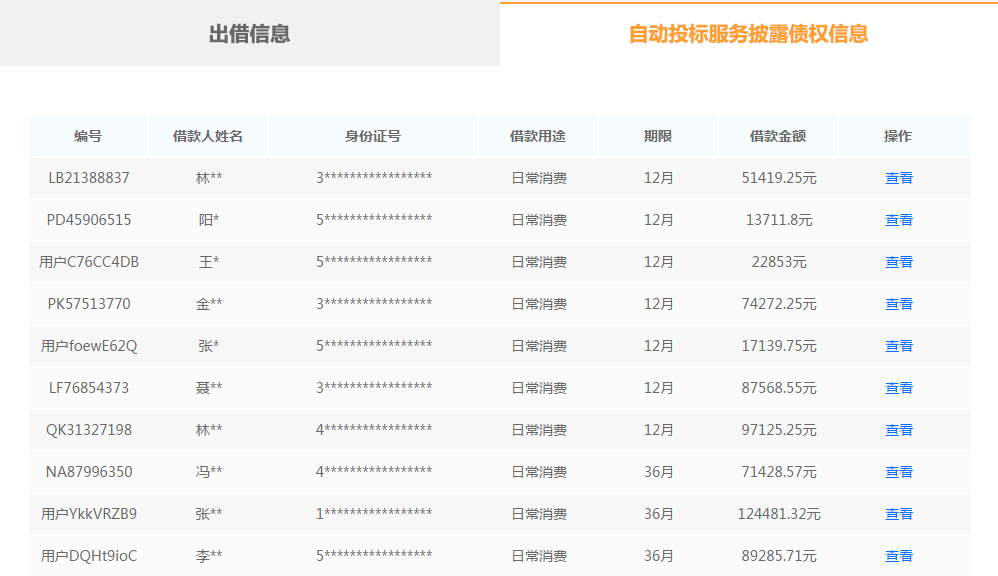 出借信息 自动投标服务披露债权信息
编号 借款人姓名 身份证号 借款用途 期限 借款金额 操作
LB21388837 林** 3***************** 日常消费 12月 51419.25元 查看
PD45906515 阳* 5***************** 日常消费 12月 13711.8元 查看
用户C76CC4DB 王* 5***************** 日常消费 12月 22853元 查看
PK57513770 金** 3***************** 日常消费 12月 74272.25元 查看
用户foewE62Q 张* 5***************** 日常消费 12月 17139.75元 查看
LF76854373 聂** 3***************** 日常消费 12月 87568.55元 查看
QK31327198 林** 4***************** 日常消费 12月 97125.25元 查看
NA87996350 冯** 4***************** 日常消费 36月 71428.57元 查看
用户YkkVRZB9 张** 1***************** 日常消费 36月 124481.32元 查看
用户DQHt9ioC 李** 5***************** 日常消费 36月 89285.71元 查看